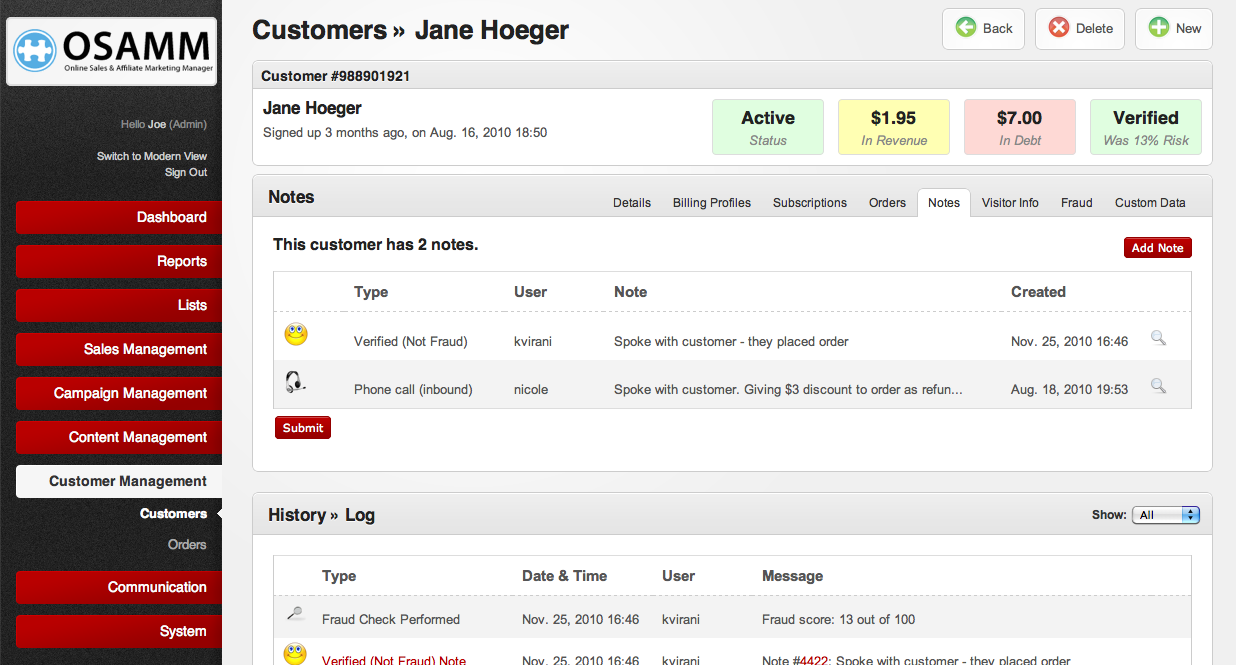 OSAMM
Online Sales & Affiliate Marketing Manager
Hello Joe (Admin)
Switch to Modern View
Sign Out
Dashboard
Reports
Lists
Sales Management
Campaign Management
Content Management
Customer Management
Customers
Orders
Communication
System
Customers » Jane Hoeger
Back
Delete
New
Customer #988901921
Jane Hoeger
Signed up 3 months ago, on Aug. 16, 2010 18:50
Active
Status
$1.95
In Revenue
$7.00
In Debt
Verified
Was 13% Risk
Notes
Details Billing Profiles Subscriptions Orders Notes Visitor Info Fraud Custom Data
This customer has 2 notes.
Add Note
Type User Note Created
Verified (Not Fraud) kvirani Spoke with customer - they placed order Nov. 25, 2010 16:46
Phone call (inbound) nicole Spoke with customer. Giving $3 discount to order as refun... Aug. 18, 2010 19:53
Submit
History » Log
Show: All
Type Date & Time User Message
Fraud Check Performed Nov. 25, 2010 16:46 kvirani Fraud score: 13 out of 100
Verified (Not Fraud) Note Nov. 25, 2010 16:46 kvirani Note #4422: Spoke with customer - they placed order